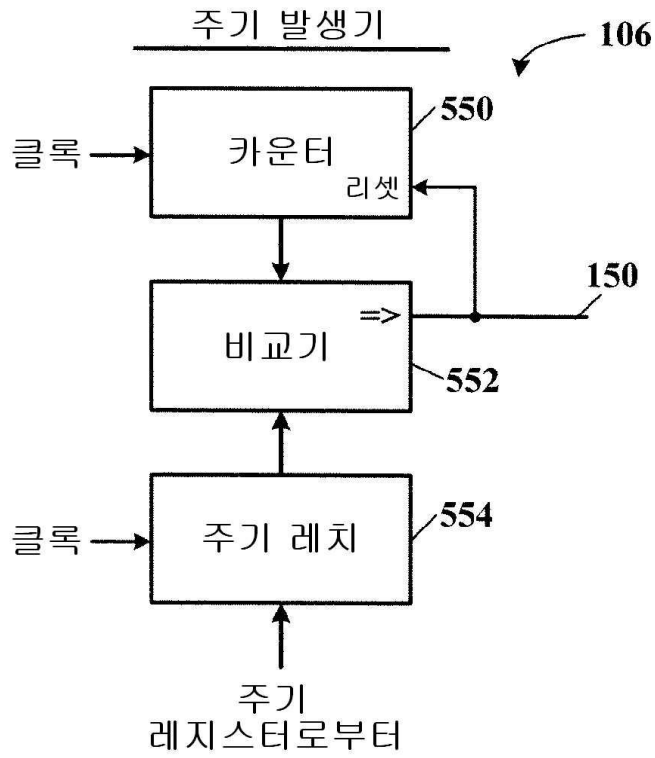 주기 발생기
106
550
클록
카운터
리셋
150
=>
비교기
552
554
클록
주기 레치
주기
레지스터로부터